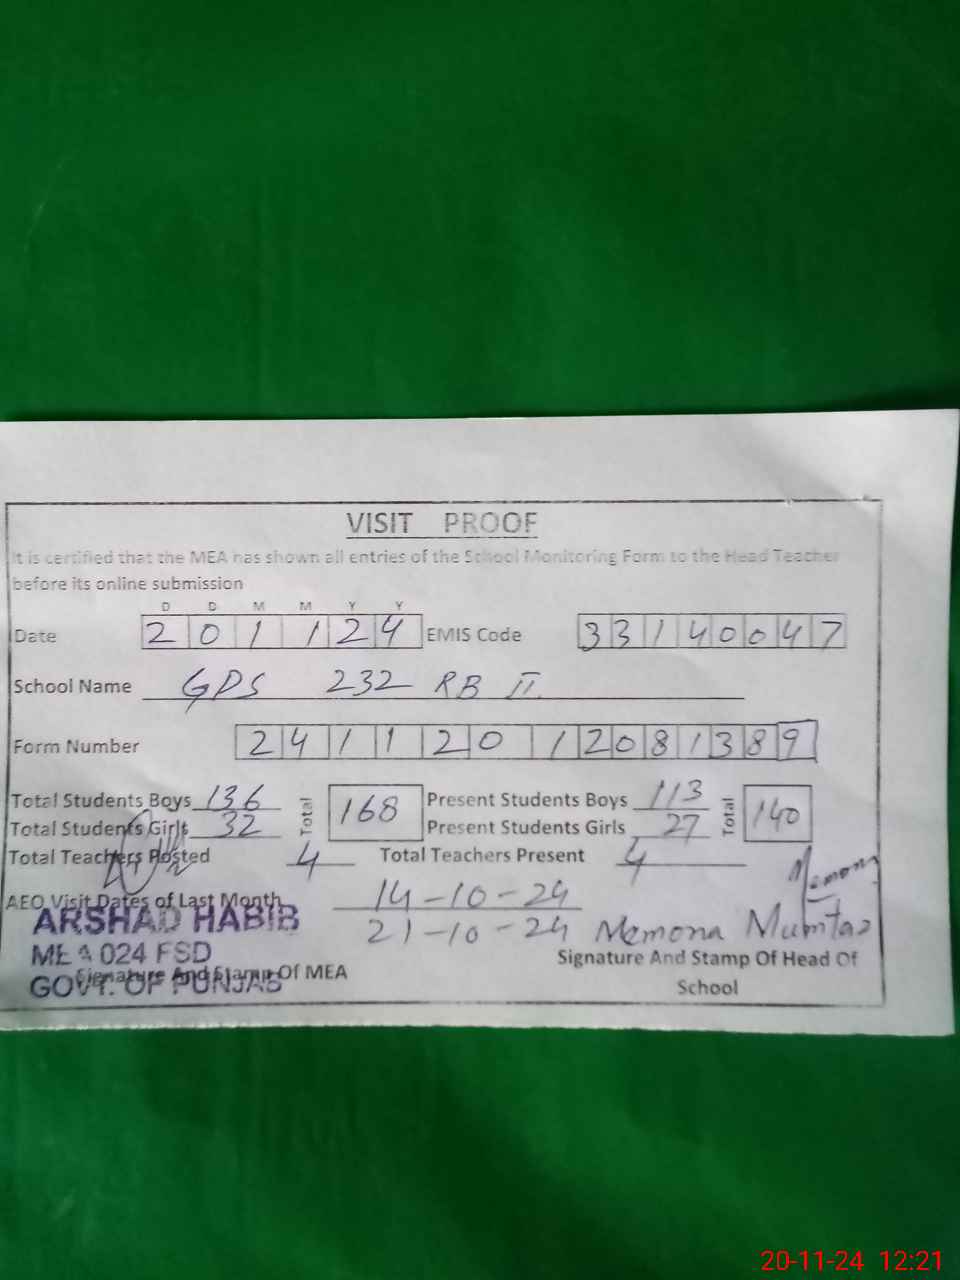 VISIT PROOF
It is certified that the MEA has shown all entries of the School Monitoring Form to the Head Teacher
before its online submission
D D M M Y Y
Date 2 0 1 1 2 4 EMIS Code 3 3 1 4 0 0 4 7
School Name GPS 232 RB II
Form Number 2 4 1 1 2 0 1 2 0 8 1 3 8 9
Total Students Boys 136 Total 168 Present Students Boys 113 Total 140
Total Students Girls 32 Present Students Girls 27
Total Teachers Posted 4 Total Teachers Present 4
Memona
AEO Visit Dates of Last Month 14-10-24
21-10-24 Memona Mumtaz
ARSHAD HABIB
MEA 024 FSD
GOVT. OF PUNJAB
Signature And Stamp Of MEA
Signature And Stamp Of Head Of
School
20-11-24 12:21